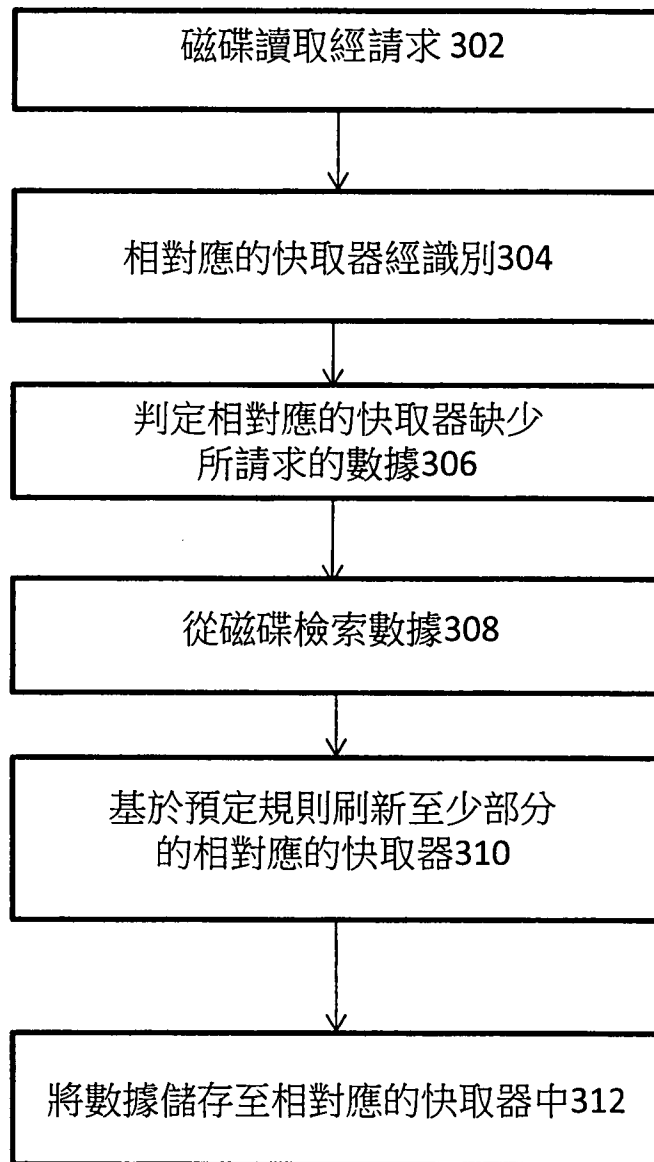 磁碟讀取經請求 302
相對應的快取器經識別304
判定相對應的快取器缺少
所請求的數據306
從磁碟檢索數據308
基於預定規則刷新至少部分
的相對應的快取器310
將數據儲存至相對應的快取器中312